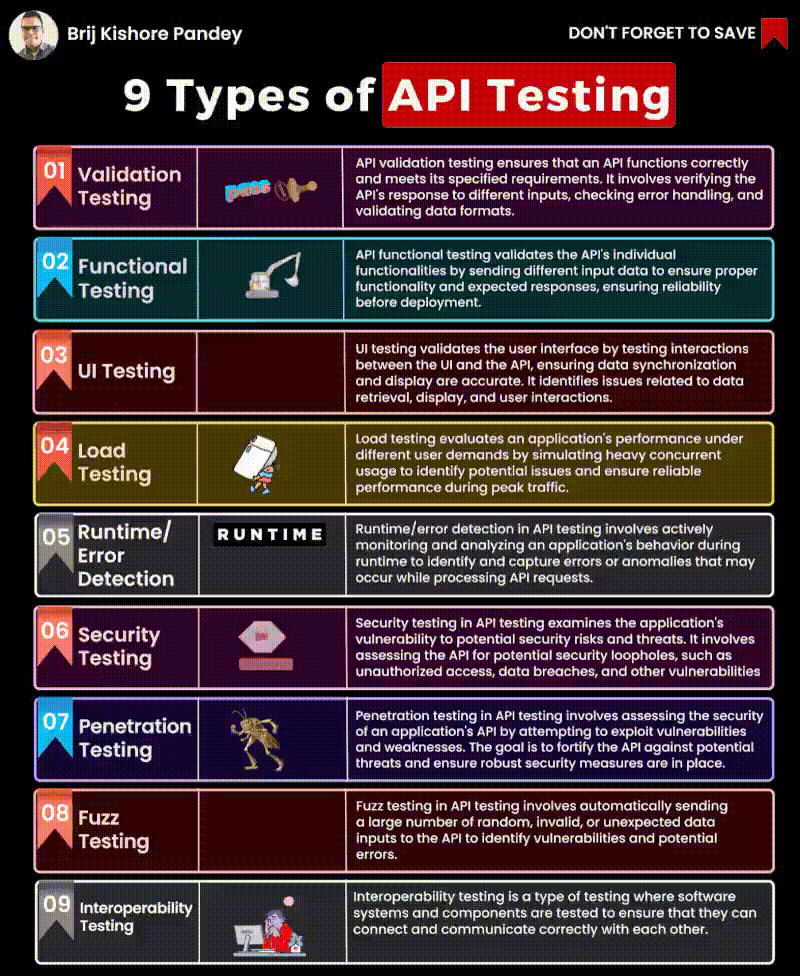 Brij Kishore Pandey
DON'T FORGET TO SAVE
9 Types of API Testing
01
Validation
Testing
pass
API validation testing ensures that an API functions correctly
and meets its specified requirements. It involves verifying the
API's response to different inputs, checking error handling, and
validating data formats.
02
Functional
Testing
API functional testing validates the API's individual
functionalities by sending different input data to ensure proper
functionality and expected responses, ensuring reliability
before deployment.
03
UI Testing
UI testing validates the user interface by testing interactions
between the UI and the API, ensuring data synchronization
and display are accurate. It identifies issues related to data
retrieval, display, and user interactions.
04
Load
Testing
Load testing evaluates an application's performance under
different user demands by simulating heavy concurrent
usage to identify potential issues and ensure reliable
performance during peak traffic.
05
Runtime/
Error
Detection
RUNTIME
Runtime/error detection in API testing involves actively
monitoring and analyzing an application's behavior during
runtime to identify and capture errors or anomalies that may
occur while processing API requests.
06
Security
Testing
Security testing in API testing examines the application's
vulnerability to potential security risks and threats. It involves
assessing the API for potential security loopholes, such as
unauthorized access, data breaches, and other vulnerabilities
07
Penetration
Testing
Penetration testing in API testing involves assessing the security
of an application's API by attempting to exploit vulnerabilities
and weaknesses. The goal is to fortify the API against potential
threats and ensure robust security measures are in place.
08
Fuzz
Testing
Fuzz testing in API testing involves automatically sending
a large number of random, invalid, or unexpected data
inputs to the API to identify vulnerabilities and potential
errors.
09
Interoperability
Testing
Interoperability testing is a type of testing where software
systems and components are tested to ensure that they can
connect and communicate correctly with each other.